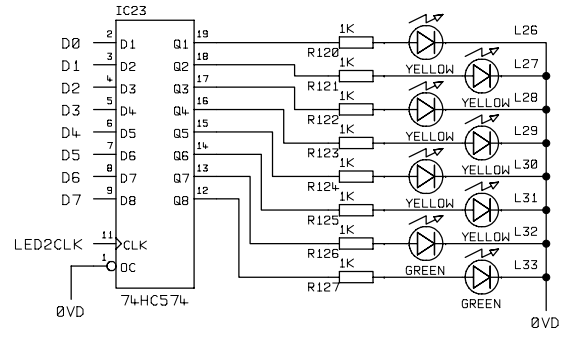 IC23
D0 2 D1 Q1 19 1K L26
R120
D1 3 D2 Q2 18 1K YELLOW L27
R121
D2 4 D3 Q3 17 1K YELLOW L28
R122
D3 5 D4 Q4 16 1K YELLOW L29
R123
D4 6 D5 Q5 15 1K YELLOW L30
R124
D5 7 D6 Q6 14 1K YELLOW L31
R125
D6 8 D7 Q7 13 1K YELLOW L32
R126
D7 9 D8 Q8 12 1K GREEN L33
R127
LED2CLK 11 CLK
1 OC
GREEN
74HC574
0VD
0VD